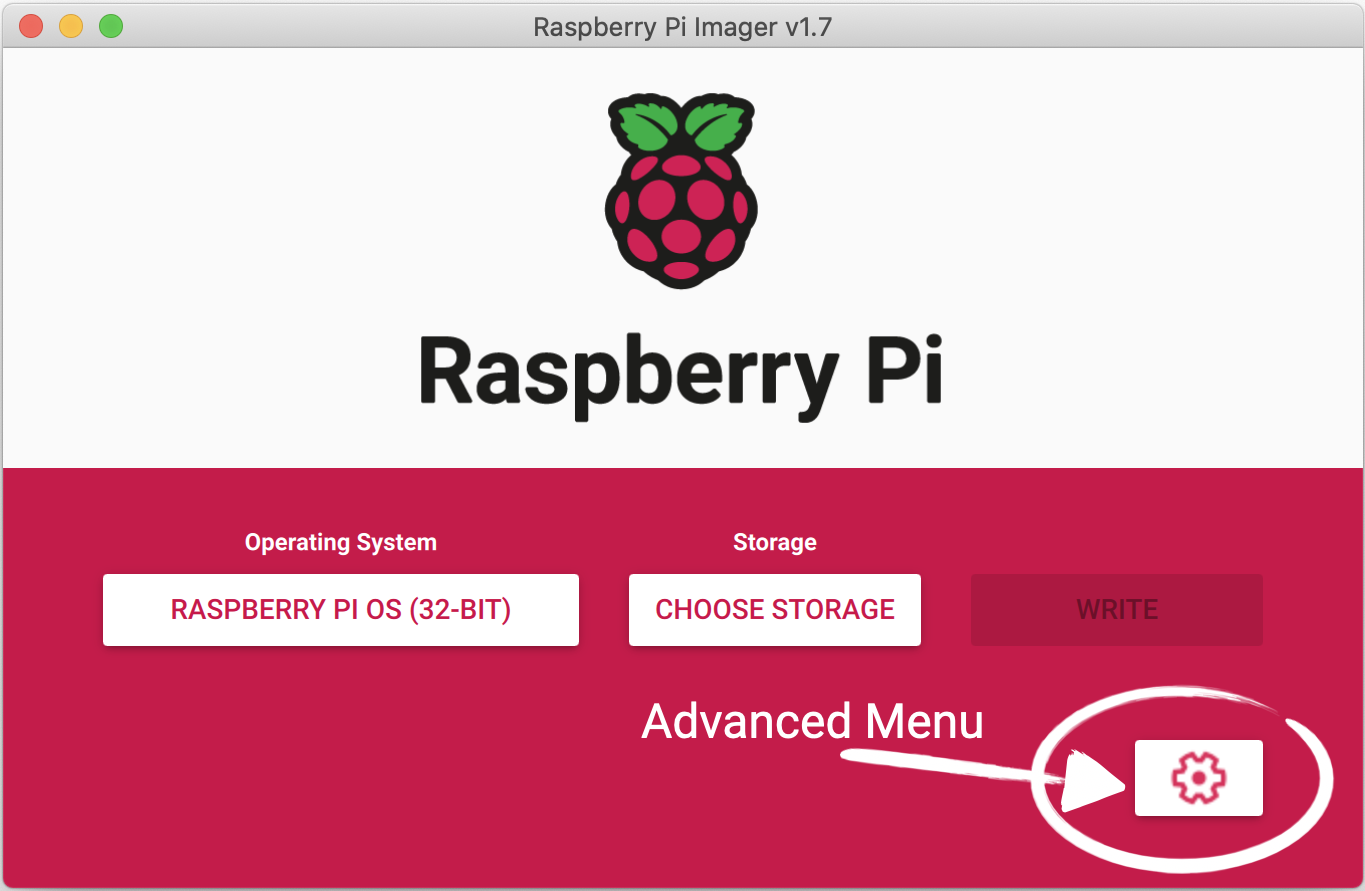 Raspberry Pi Imager v1.7
Raspberry Pi
Operating System
Storage
RASPBERRY PI OS (32-BIT)
CHOOSE STORAGE
WRITE
Advanced Menu